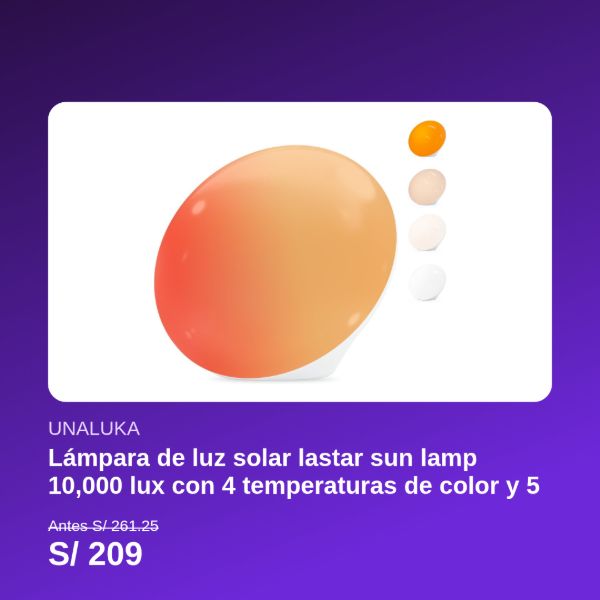 UNALUKA
Lámpara de luz solar lastar sun lamp
10,000 lux con 4 temperaturas de color y 5
Antes S/ 261.25
S/ 209